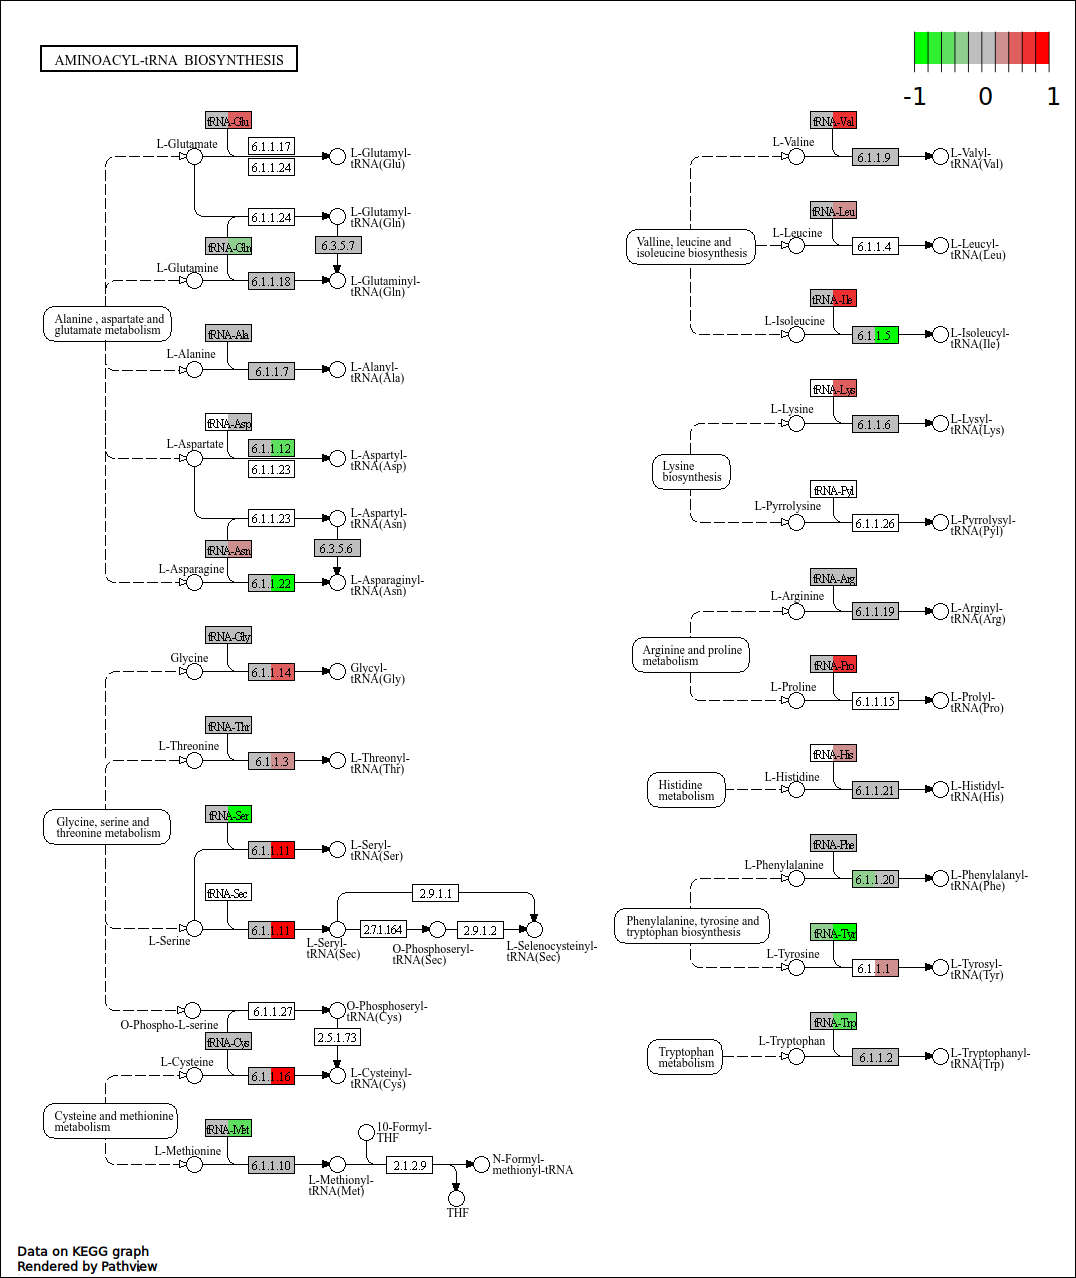 AMINOACYL-tRNA BIOSYNTHESIS
-1 0 1
tRNA-Glu
L-Glutamate
6.1.1.17
6.1.1.24
L-Glutamyl-
tRNA(Glu)
6.1.1.24
L-Glutamyl-
tRNA(Gln)
tRNA-Gln
6.3.5.7
L-Glutamine
6.1.1.18
L-Glutaminyl-
tRNA(Gln)
Alanine , aspartate and
glutamate metabolism
tRNA-Ala
L-Alanine
6.1.1.7
L-Alanyl-
tRNA(Ala)
tRNA-Asp
L-Aspartate
6.1.1.12
6.1.1.23
L-Aspartyl-
tRNA(Asp)
6.1.1.23
L-Aspartyl-
tRNA(Asn)
tRNA-Asn
6.3.5.6
L-Asparagine
6.1.1.22
L-Asparaginyl-
tRNA(Asn)
tRNA-Gly
Glycine
6.1.1.14
Glycyl-
tRNA(Gly)
tRNA-Thr
L-Threonine
6.1.1.3
L-Threonyl-
tRNA(Thr)
Glycine, serine and
threonine metabolism
tRNA-Ser
6.1.1.11
L-Seryl-
tRNA(Ser)
tRNA-Sec
2.9.1.1
L-Serine
6.1.1.11
L-Seryl-
tRNA(Sec)
2.7.1.164
O-Phosphoseryl-
tRNA(Sec)
2.9.1.2
L-Selenocysteinyl-
tRNA(Sec)
O-Phospho-L-serine
6.1.1.27
O-Phosphoseryl-
tRNA(Cys)
tRNA-Cys
2.5.1.73
L-Cysteine
6.1.1.16
L-Cysteinyl-
tRNA(Cys)
Cysteine and methionine
metabolism
tRNA-Met
L-Methionine
6.1.1.10
L-Methionyl-
tRNA(Met)
10-Formyl-
THF
2.1.2.9
N-Formyl-
methionyl-tRNA
THF
tRNA-Val
L-Valine
6.1.1.9
L-Valyl-
tRNA(Val)
tRNA-Leu
Valline, leucine and
isoleucine biosynthesis
L-Leucine
6.1.1.4
L-Leucyl-
tRNA(Leu)
tRNA-Ile
L-Isoleucine
6.1.1.5
L-Isoleucyl-
tRNA(Ile)
tRNA-Lys
L-Lysine
6.1.1.6
L-Lysyl-
tRNA(Lys)
Lysine
biosynthesis
tRNA-Pyl
L-Pyrrolysine
6.1.1.26
L-Pyrrolysyl-
tRNA(Pyl)
tRNA-Arg
L-Arginine
6.1.1.19
L-Arginyl-
tRNA(Arg)
Arginine and proline
metabolism
tRNA-Pro
L-Proline
6.1.1.15
L-Prolyl-
tRNA(Pro)
tRNA-His
Histidine
metabolism
L-Histidine
6.1.1.21
L-Histidyl-
tRNA(His)
tRNA-Phe
L-Phenylalanine
6.1.1.20
L-Phenylalanyl-
tRNA(Phe)
Phenylalanine, tyrosine and
tryptophan biosynthesis
tRNA-Tyr
L-Tyrosine
6.1.1.1
L-Tyrosyl-
tRNA(Tyr)
tRNA-Trp
Tryptophan
metabolism
L-Tryptophan
6.1.1.2
L-Tryptophanyl-
tRNA(Trp)
Data on KEGG graph
Rendered by Pathview